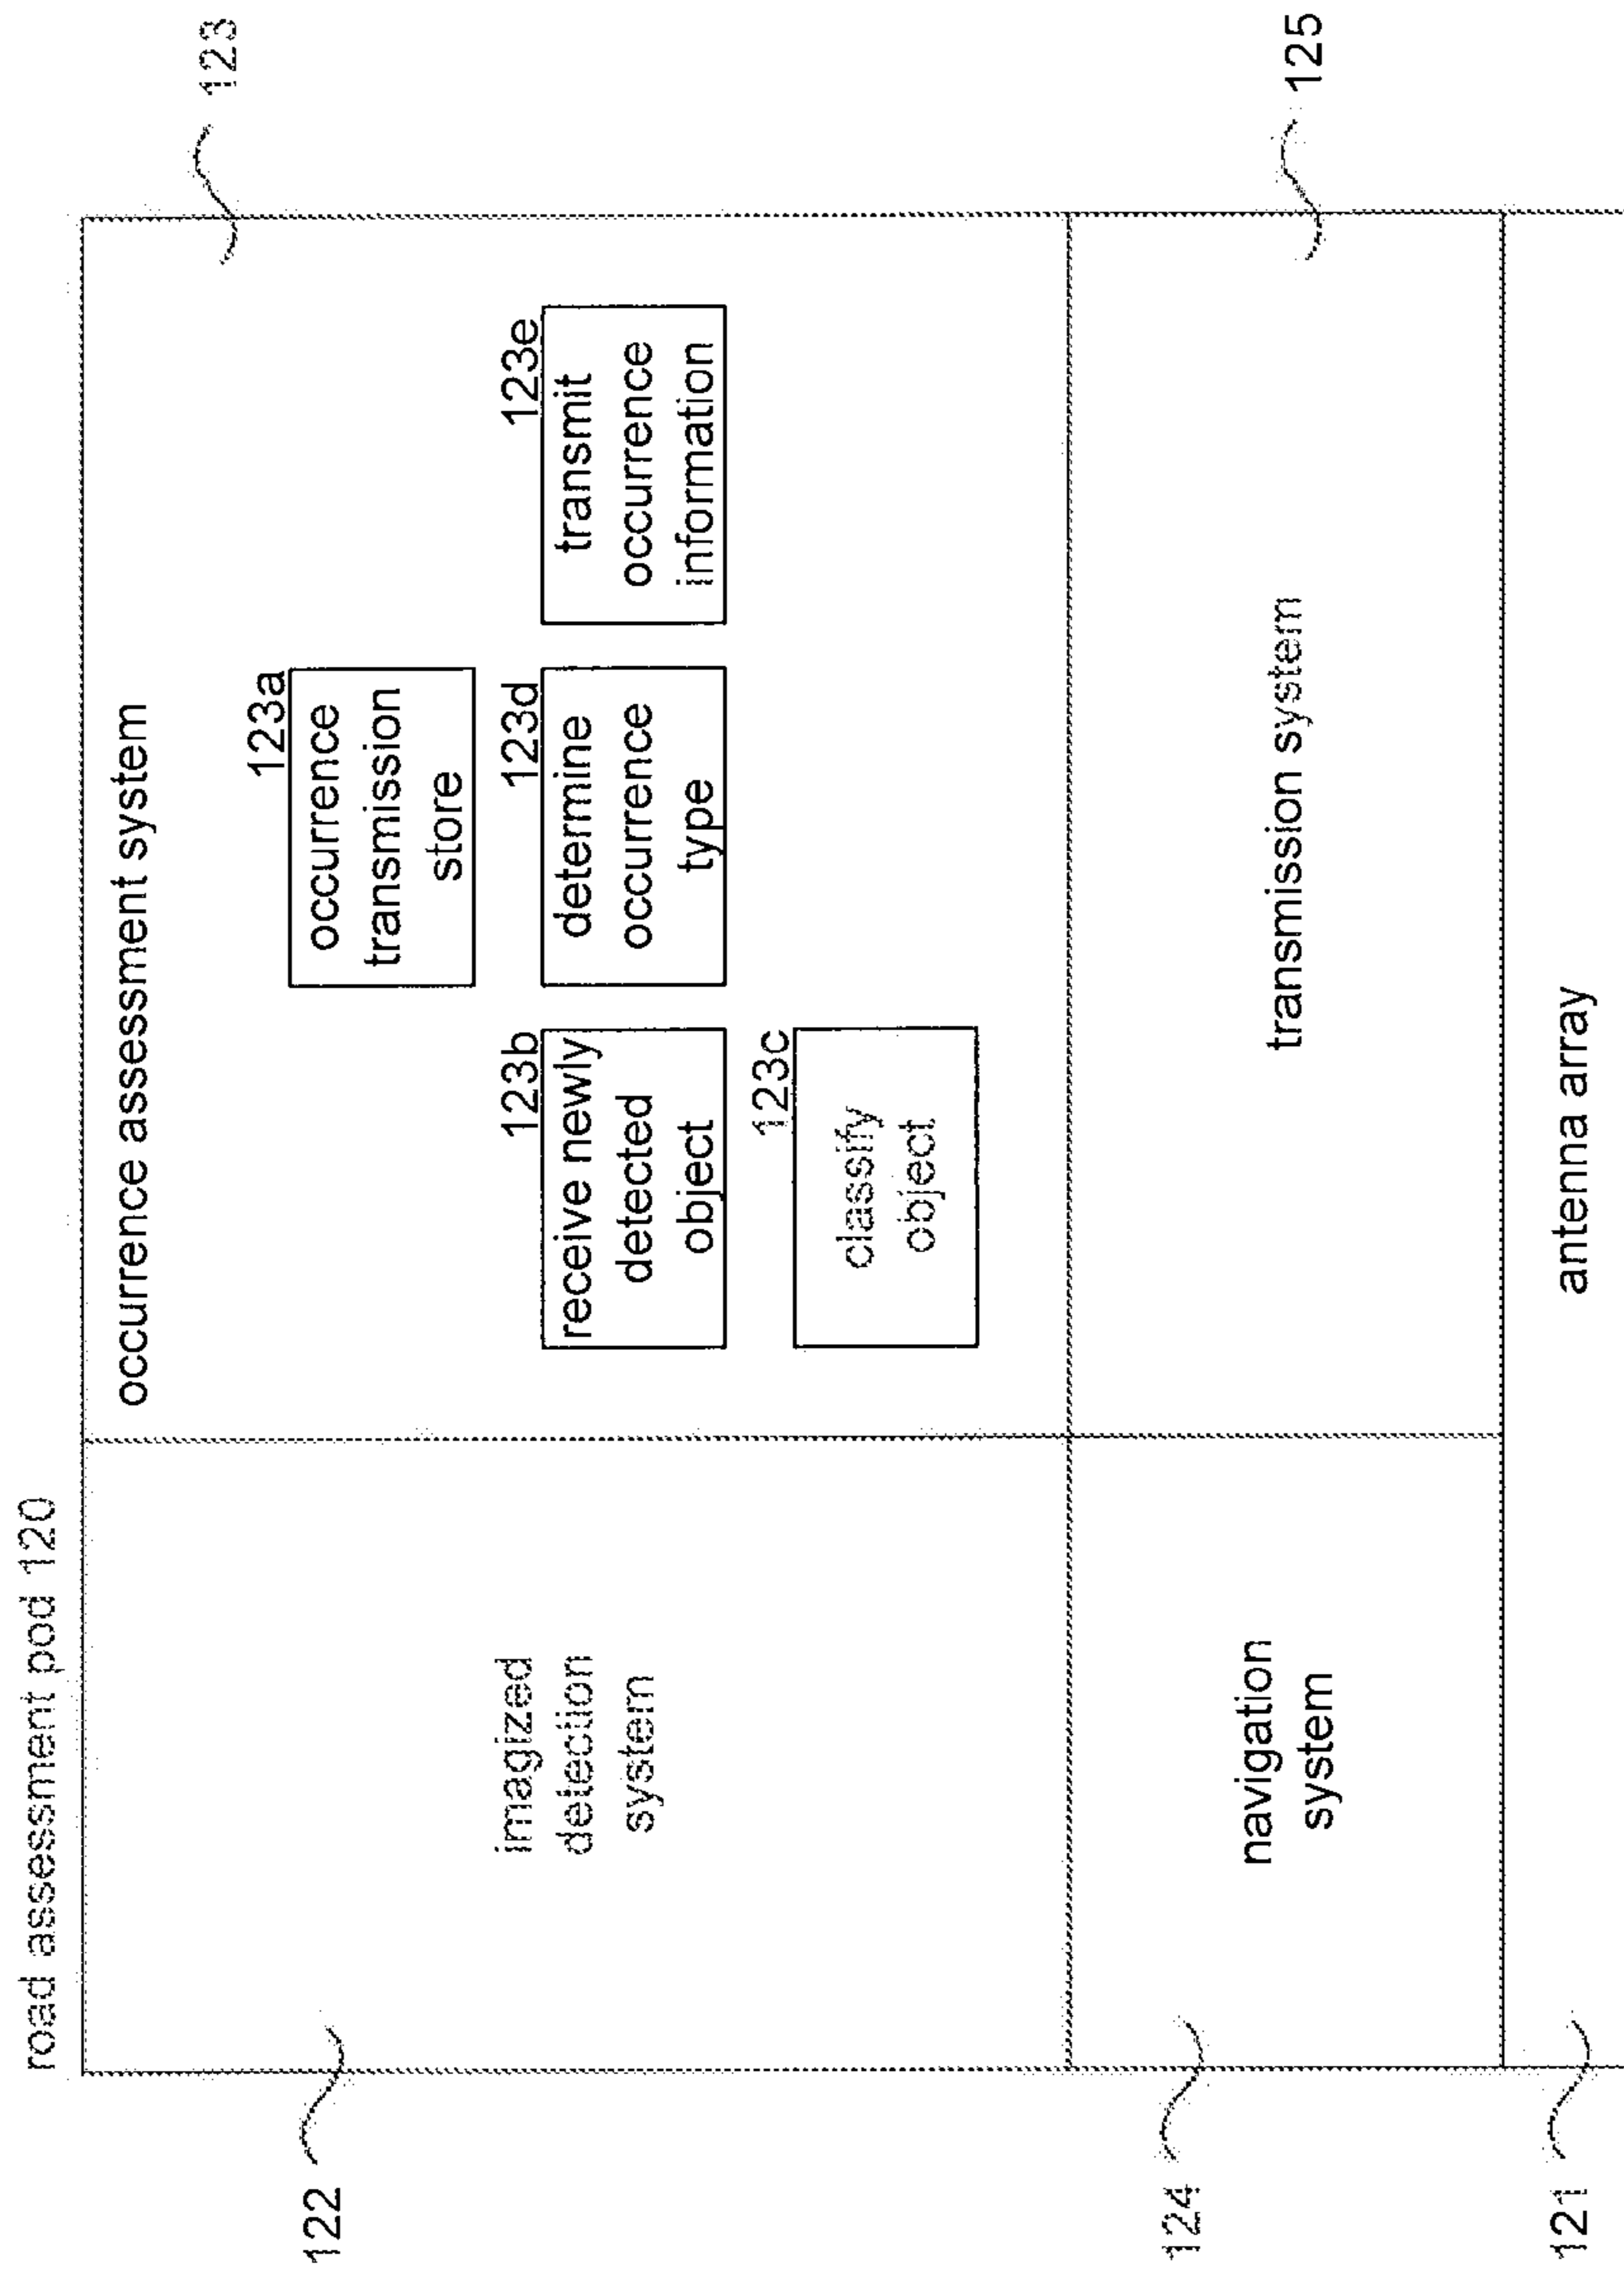 road assessment pod 120
122
imagized
detection
system
occurrence assessment system
123
123a
occurrence
transmission
store
123b
receive newly
detected
object
123d
determine
occurrence
type
123e
transmit
occurrence
information
123c
classify
object
124
navigation
system
transmission system
125
121
antenna array